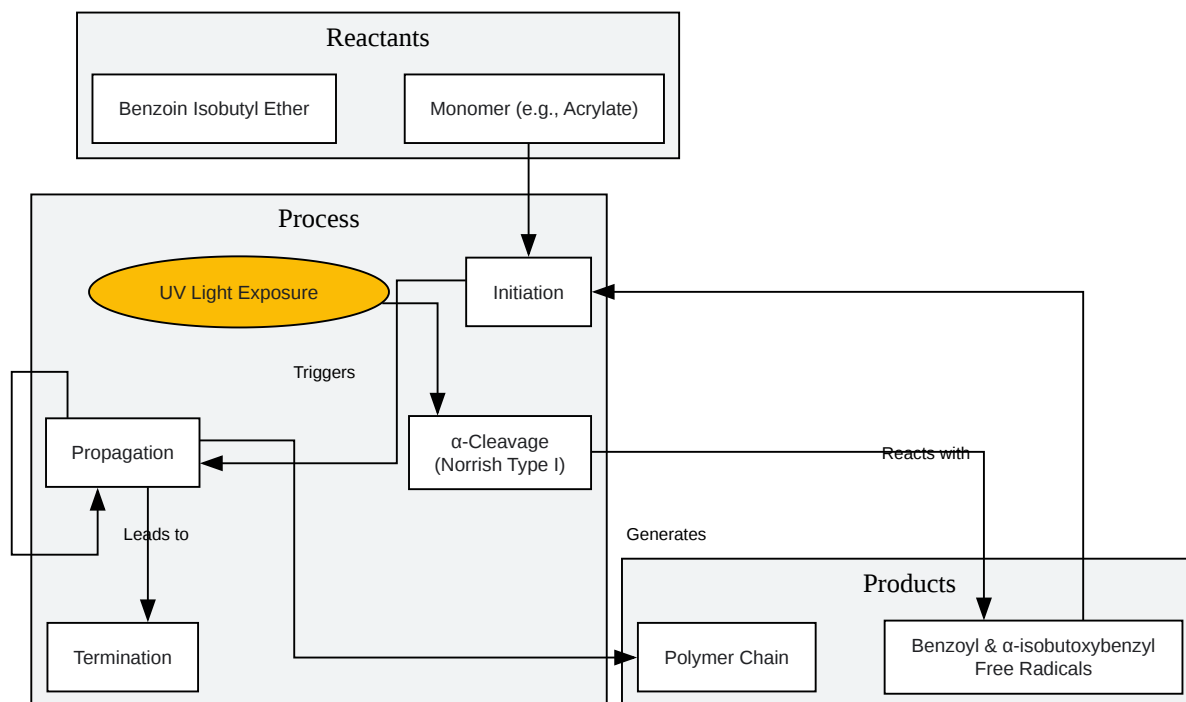 Reactants
Benzoin Isobutyl Ether
Monomer (e.g., Acrylate)
Process
UV Light Exposure
Initiation
Triggers
Propagation
α-Cleavage
(Norrish Type I)
Reacts with
Leads to
Generates
Products
Termination
Polymer Chain
Benzoyl & α-isobutoxybenzyl
Free Radicals